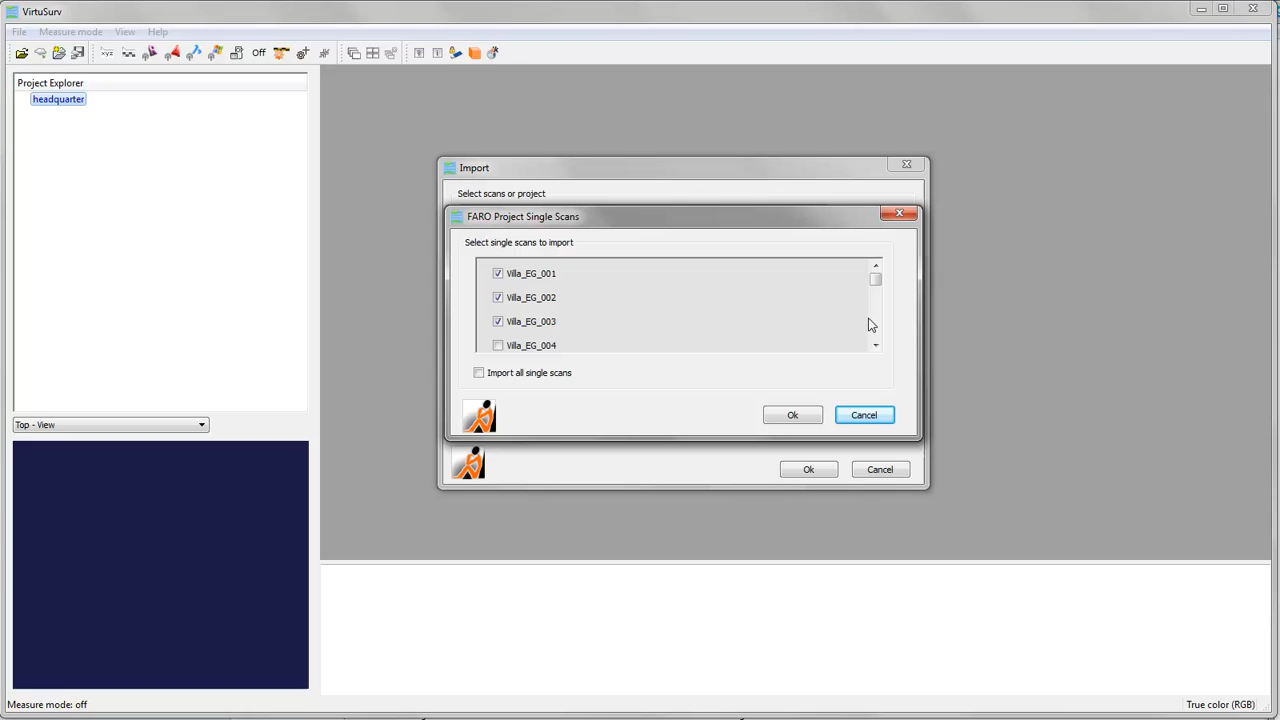 VirtuSurv
File Measure mode View Help
xyz Off
Project Explorer
headquarter
Import
Select scans or project
FARO Project Single Scans
Select single scans to import
Villa_EG_001
Villa_EG_002
Villa_EG_003
Villa_EG_004
Import all single scans
Ok Cancel
Ok Cancel
Top - View
Measure mode: off True color (RGB)